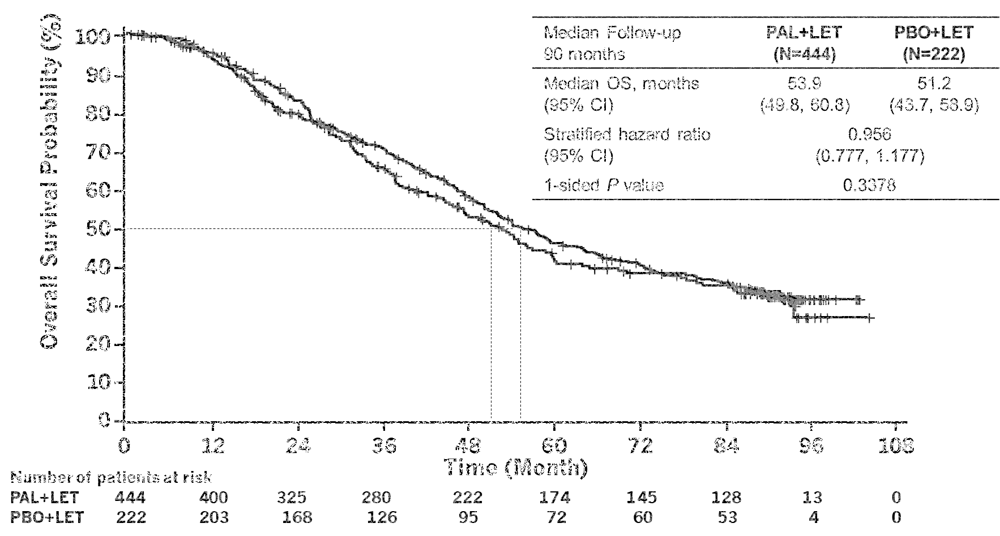 Overall Survival Probability (%)
100
90
80
70
60
50
40
30
20
10
0
0 12 24 36 48 60 72 84 96 108
Time (Month)
Median Follow-up PAL+LET PBO+LET
90 months (N=444) (N=222)
Median OS, months 53.9 51.2
(95% CI) (49.8, 60.8) (43.7, 58.9)
Stratified hazard ratio 0.956
(95% CI) (0.777, 1.177)
1-sided P value 0.3378
Number of patients at risk
PAL+LET 444 400 325 280 222 174 145 128 13 0
PBO+LET 222 203 168 126 95 72 60 53 4 0